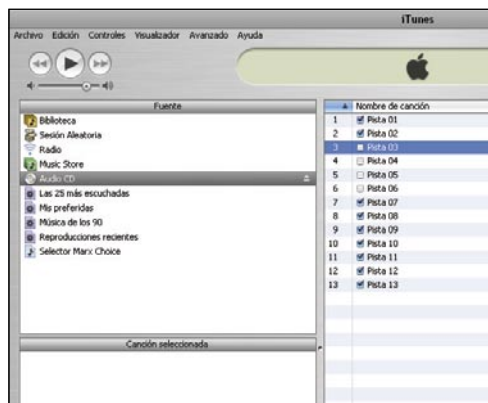 iTunes
Archivo Edición Controles Visualizador Avanzado Ayuda
Fuente
Biblioteca
Sesión Aleatoria
Radio
Music Store
Audio CD
Las 25 más escuchadas
Mis preferidas
Música de los 90
Reproducciones recientes
Selector Marx Choice
Canción seleccionada
Nombre de canción
1 Pista 01
2 Pista 02
3 Pista 03
4 Pista 04
5 Pista 05
6 Pista 06
7 Pista 07
8 Pista 08
9 Pista 09
10 Pista 10
11 Pista 11
12 Pista 12
13 Pista 13